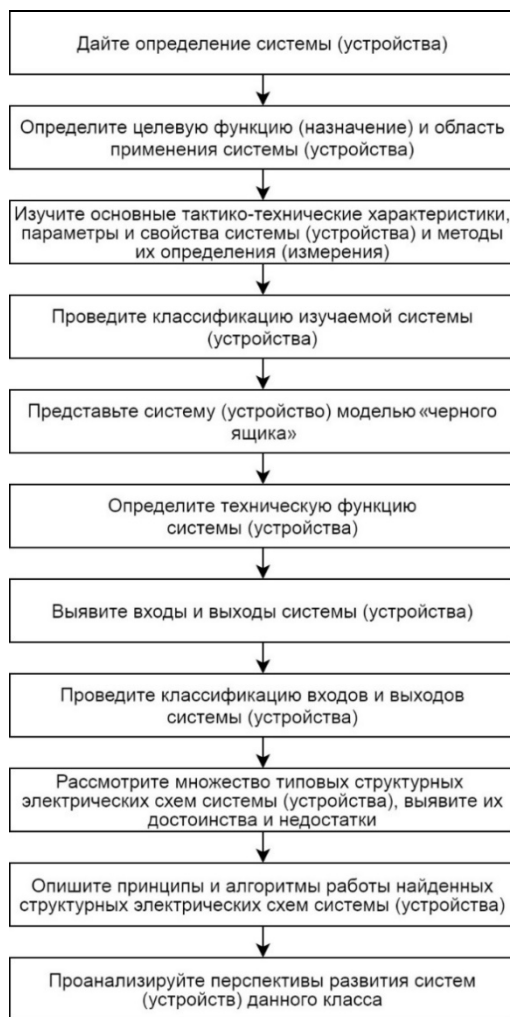 Дайте определение системы (устройства)
Определите целевую функцию (назначение) и область
применения системы (устройства)
Изучите основные тактико-технические характеристики,
параметры и свойства системы (устройства) и методы
их определения (измерения)
Проведите классификацию изучаемой системы
(устройства)
Представьте систему (устройство) моделью «черного
ящика»
Определите техническую функцию
системы (устройства)
Выявите входы и выходы системы (устройства)
Проведите классификацию входов и выходов
системы (устройства)
Рассмотрите множество типовых структурных
электрических схем системы (устройства), выявите их
достоинства и недостатки
Опишите принципы и алгоритмы работы найденных
структурных электрических схем системы (устройства)
Проанализируйте перспективы развития систем
(устройств) данного класса